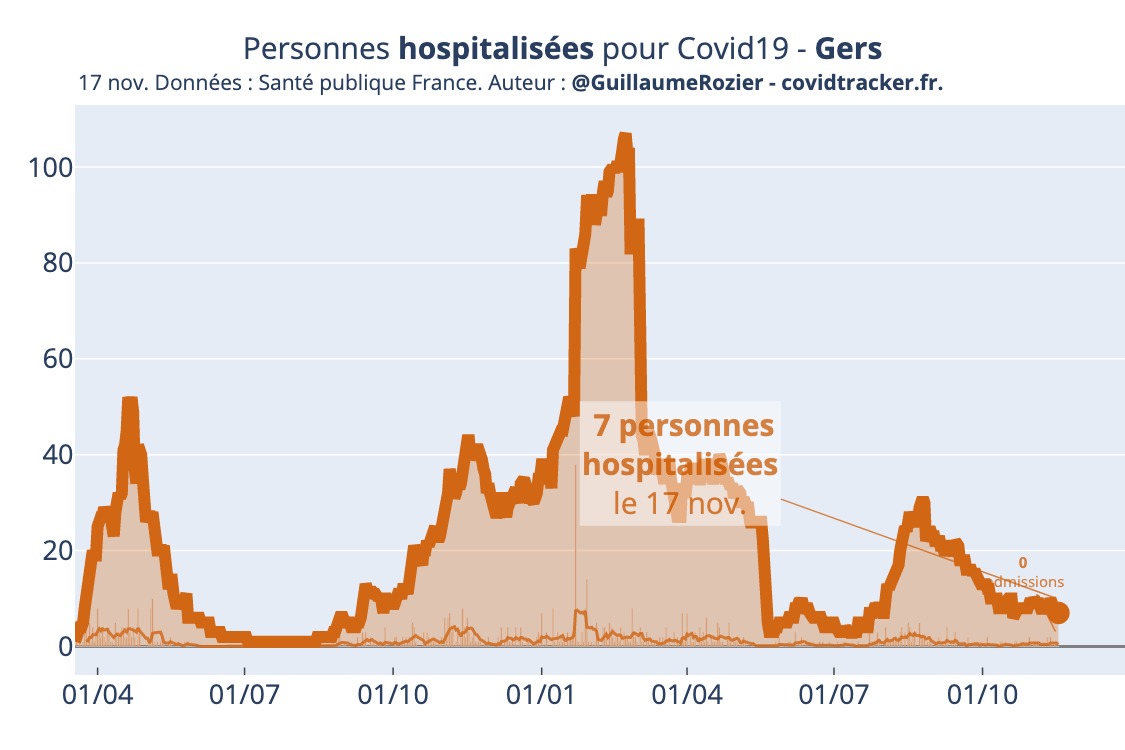 Personnes hospitalisées pour Covid19 - Gers
17 nov. Données : Santé publique France. Auteur : @GuillaumeRozier - covidtracker.fr.
100
80
60
40
20
0
7 personnes
hospitalisées
le 17 nov.
0
dmissions
01/04
01/07
01/10
01/01
01/04
01/07
01/10